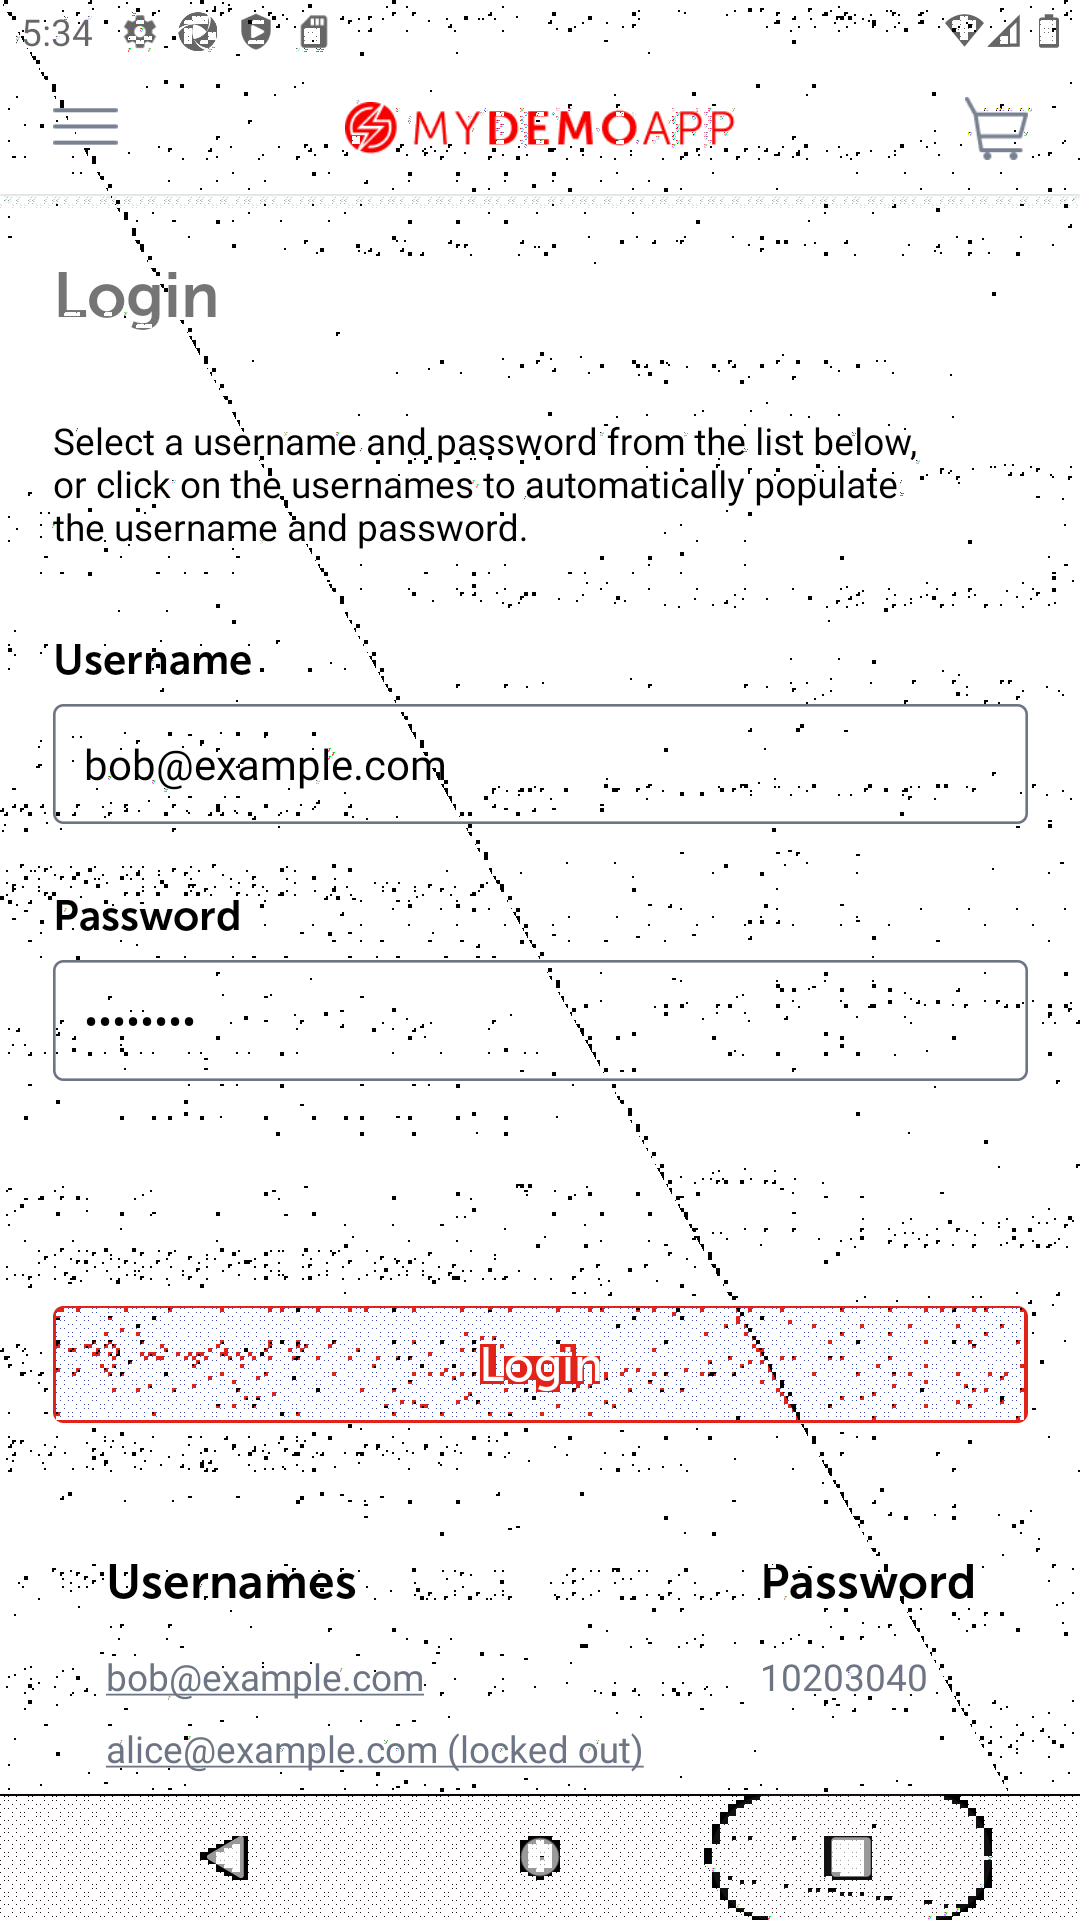 5:34
MYDEMOAPP
Login
Select a username and password from the list below,
or click on the usernames to automatically populate
the username and password.
Username
bob@example.com
Password
••••••••
Login
Usernames Password
bob@example.com 10203040
alice@example.com (locked out)